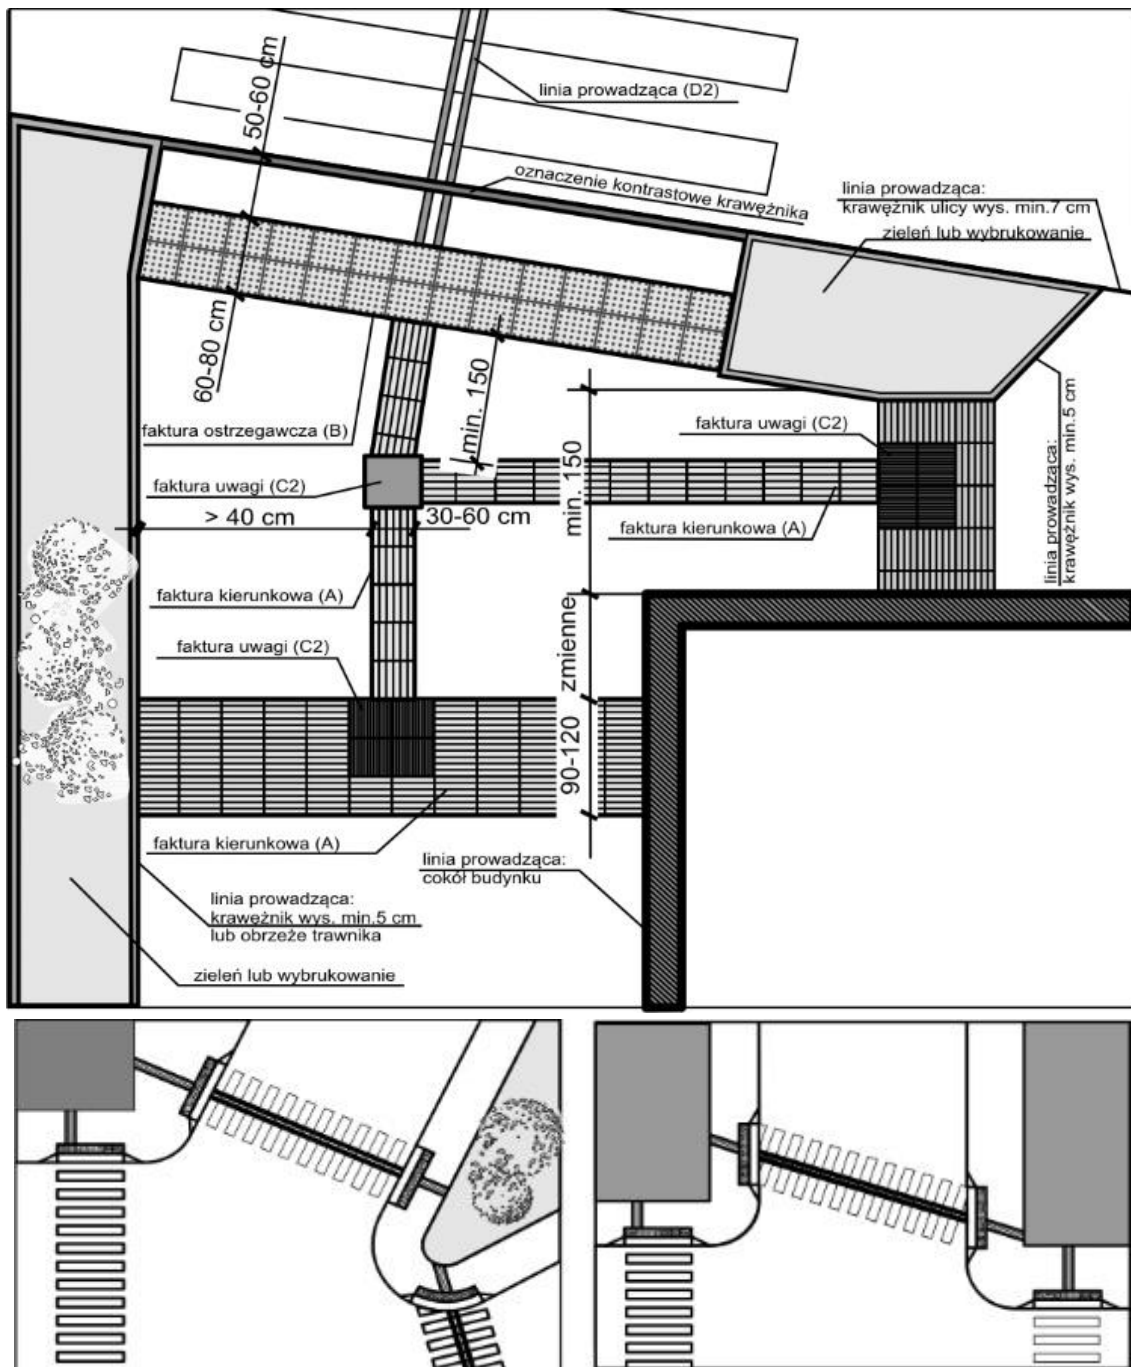 linia prowadząca (D2)
50-60 cm
oznaczenie kontrastowe krawężnika
linia prowadząca:
krawężnik ulicy wys. min.7 cm
zieleń lub wybrukowanie
60-80 cm
min. 150
faktura ostrzegawcza (B)
faktura uwagi (C2)
min. 150
linia prowadząca:
krawężnik wys. min.5 cm
faktura uwagi (C2)
> 40 cm
30-60 cm
faktura kierunkowa (A)
faktura kierunkowa (A)
faktura uwagi (C2)
zmienne
90-120
faktura kierunkowa (A)
linia prowadząca:
cokół budynku
linia prowadząca:
krawężnik wys. min.5 cm
lub obrzeże trawnika
zieleń lub wybrukowanie